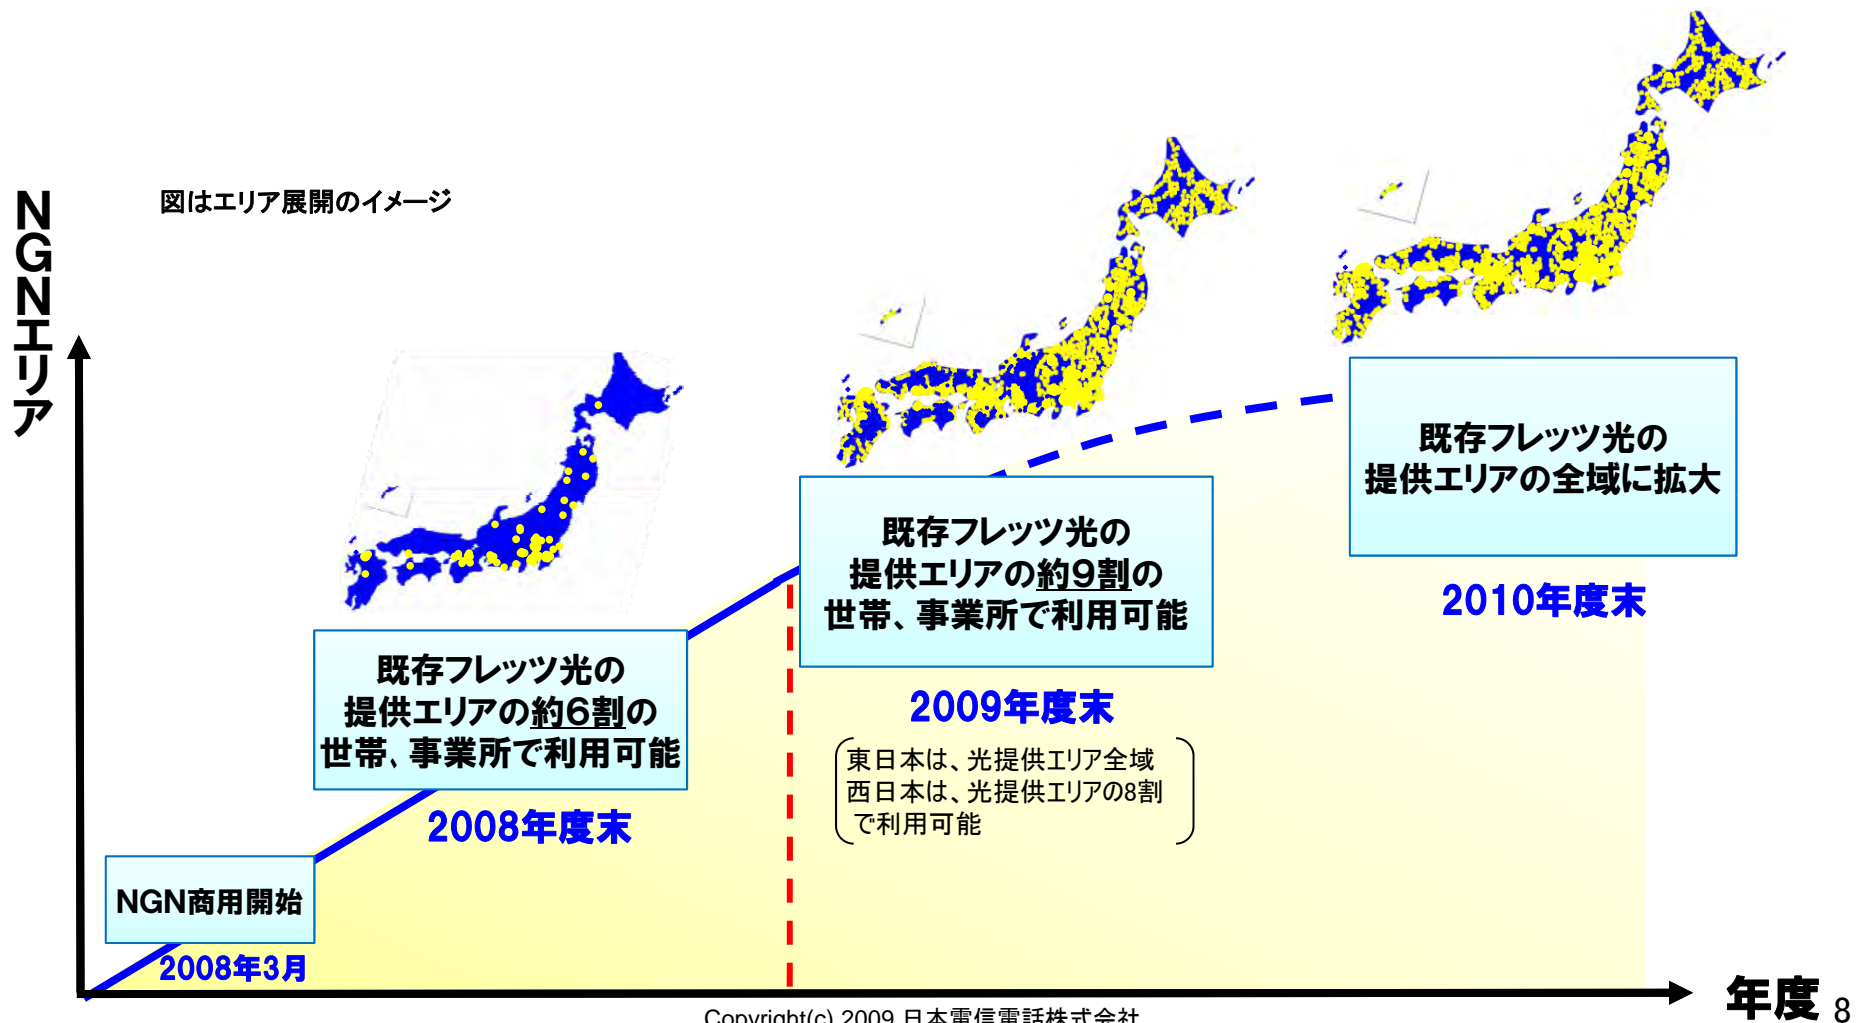 NGNエリア
図はエリア展開のイメージ
既存フレッツ光の
提供エリアの全域に拡大
2010年度末
既存フレッツ光の
提供エリアの約9割の
世帯、事業所で利用可能
2009年度末
東日本は、光提供エリア全域
西日本は、光提供エリアの8割
で利用可能
既存フレッツ光の
提供エリアの約6割の
世帯、事業所で利用可能
2008年度末
NGN商用開始
2008年3月
年度
8
Copyright(c) 2009 日本電信電話株式会社